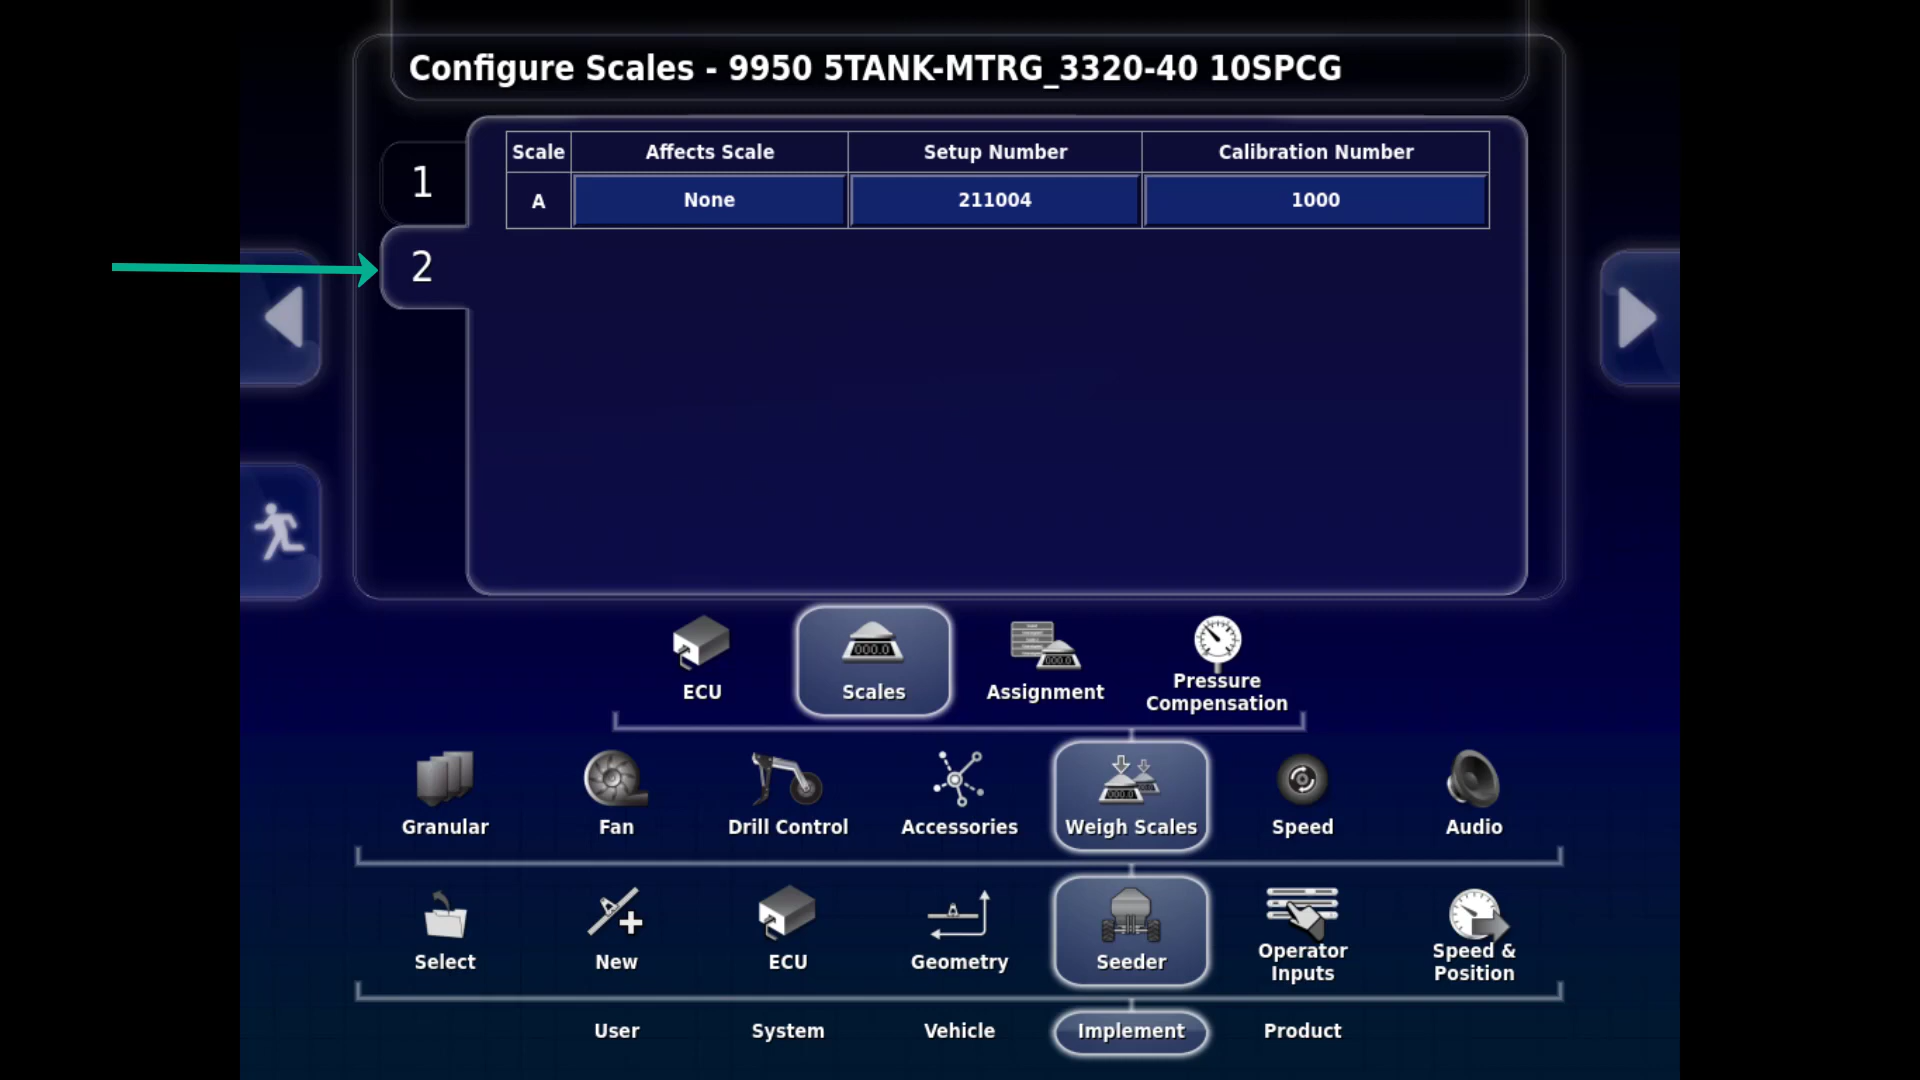 Configure Scales - 9950 5TANK-MTRG_3320-40 10SPCG
1
2
Scale Affects Scale Setup Number Calibration Number
A None 211004 1000
ECU Scales Assignment Pressure Compensation
Granular Fan Drill Control Accessories Weigh Scales Speed Audio
Select New ECU Geometry Seeder Operator Inputs Speed & Position
User System Vehicle Implement Product